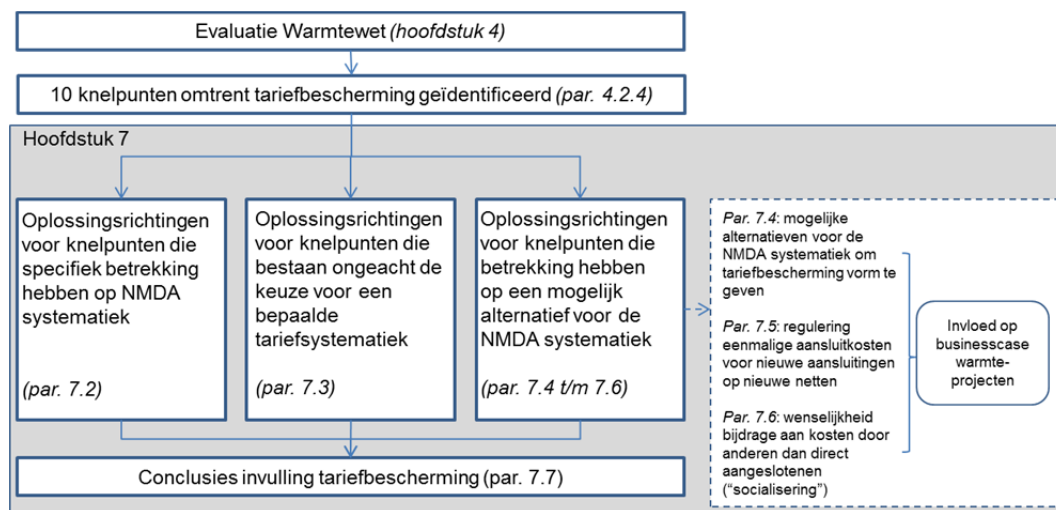 Evaluatie Warmtewet (hoofdstuk 4)
10 knelpunten omtrent tariefbescherming geïdentificeerd (par. 4.2.4)
Hoofdstuk 7
Oplossingsrichtingen
voor knelpunten die
specifiek betrekking
hebben op NMDA
systematiek
(par. 7.2)
Oplossingsrichtingen
voor knelpunten die
bestaan ongeacht de
keuze voor een
bepaalde
tariefsystematiek
(par. 7.3)
Oplossingsrichtingen
voor knelpunten die
betrekking hebben
op een mogelijk
alternatief voor de
NMDA systematiek
(par. 7.4 t/m 7.6)
Par. 7.4: mogelijke
alternatieven voor de
NMDA systematiek om
tariefbescherming vorm te
geven
Par. 7.5: regulering
eenmalige aansluitkosten
voor nieuwe aansluitingen
op nieuwe netten
Par. 7.6: wenselijkheid
bijdrage aan kosten door
anderen dan direct
aangeslotenen
(“socialisering”)
Invloed op
businesscase
warmte-
projecten
Conclusies invulling tariefbescherming (par. 7.7)